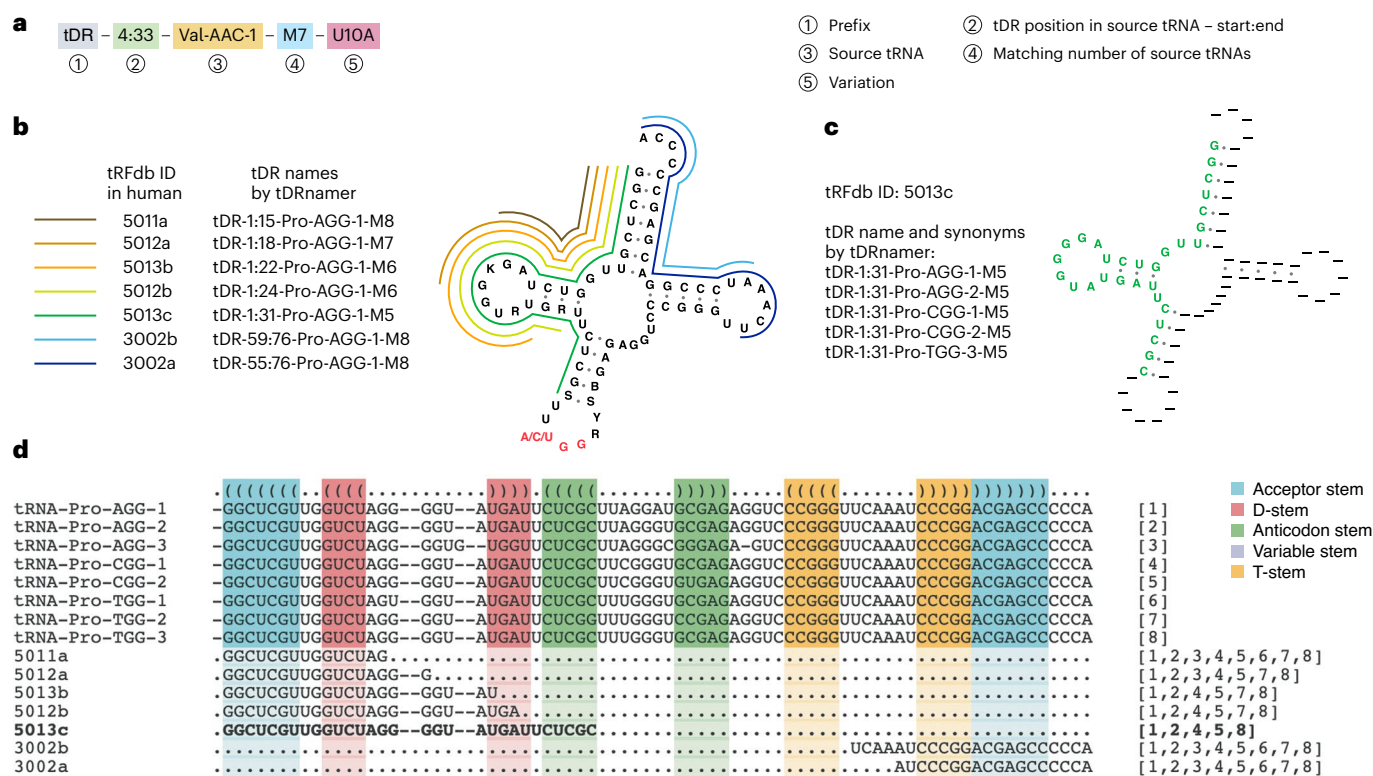 a
tDR – 4:33 – Val-AAC-1 – M7 – U10A
① ② ③ ④ ⑤
① Prefix
② tDR position in source tRNA – start:end
③ Source tRNA
④ Matching number of source tRNAs
⑤ Variation
b
tRFdb ID in human
tDR names by tDRnamer
5011a tDR-1:15-Pro-AGG-1-M8
5012a tDR-1:18-Pro-AGG-1-M7
5013b tDR-1:22-Pro-AGG-1-M6
5012b tDR-1:24-Pro-AGG-1-M6
5013c tDR-1:31-Pro-AGG-1-M5
3002b tDR-59:76-Pro-AGG-1-M8
3002a tDR-55:76-Pro-AGG-1-M8
A/C/U G G
c
tRFdb ID: 5013c
tDR name and synonyms
by tDRnamer:
tDR-1:31-Pro-AGG-1-M5
tDR-1:31-Pro-AGG-2-M5
tDR-1:31-Pro-CGG-1-M5
tDR-1:31-Pro-CGG-2-M5
tDR-1:31-Pro-TGG-3-M5
d
.(((((((..((((...........)))).(((((.......))))).....(((((.......))))))))))))....
tRNA-Pro-AGG-1 -GGCUCGUUGGUCUAGG--GGU--AUGAUUCUCGCUUAGGAUGCGAGAGGUCCCGGGUUCAAAUCCCGGACGAGCCCCCA [1]
tRNA-Pro-AGG-2 -GGCUCGUUGGUCUAGG--GGU--AUGAUUCUCGCUUAGGGUGCGAGAGGUCCCGGGUUCAAAUCCCGGACGAGCCCCCA [2]
tRNA-Pro-AGG-3 -GGCUCGUUGGUCUAGG--GGUG-AUGGUUCUCGCUUAGGGCGGGAGA-GUCCCGGGUUCAAAUCCCGGACGAGCCCCCA [3]
tRNA-Pro-CGG-1 -GGCUCGUUGGUCUAGG--GGU--AUGAUUCUCGCUUCGGGUGCGAGAGGUCCCGGGUUCAAAUCCCGGACGAGCCCCCA [4]
tRNA-Pro-CGG-2 -GGCUCGUUGGUCUAGG--GGU--AUGAUUCUCGCUUCGGGUGUGAGAGGUCCCGGGUUCAAAUCCCGGACGAGCCCCCA [5]
tRNA-Pro-TGG-1 -GGCUCGUUGGUCUAGU--GGU--AUGAUUCUCGCUUUGGGUGCGAGAGGUCCCGGGUUCAAAUCCCGGACGAGCCCCCA [6]
tRNA-Pro-TGG-2 -GGCUCGUUGGUCUAGG--GGU--AUGAUUCUCGGUUUGGGUGCGAGAGGUCCCGGGUUCAAAUCCCGGACGAGCCCCCA [7]
tRNA-Pro-TGG-3 -GGCUCGUUGGUCUAGG--GGU--AUGAUUCUCGCUUUGGGUGCGAGAGGUCCCGGGUUCAAAUCCCGGACGAGCCCCCA [8]
5011a .GGCUCGUUGGUCUAG................................................................ [1,2,3,4,5,6,7,8]
5012a .GGCUCGUUGGUCUAGG--G............................................................ [1,2,3,4,5,7,8]
5013b .GGCUCGUUGGUCUAGG--GGU--AU...................................................... [1,2,4,5,7,8]
5012b .GGCUCGUUGGUCUAGG--GGU--AUGA.................................................... [1,2,4,5,7,8]
5013c .GGCUCGUUGGUCUAGG--GGU--AUGAUUCUCGC............................................. [1,2,4,5,8]
3002b ..........................................................UCAAAUCCCGGACGAGCCCCCA [1,2,3,4,5,6,7,8]
3002a ..............................................................AUCCCGGACGAGCCCCCA [1,2,3,4,5,6,7,8]
Acceptor stem
D-stem
Anticodon stem
Variable stem
T-stem